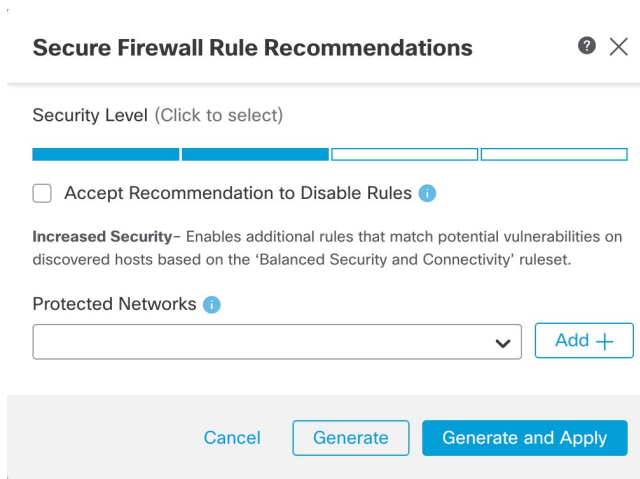 Secure Firewall Rule Recommendations ?
Security Level (Click to select)
Accept Recommendation to Disable Rules i
Increased Security– Enables additional rules that match potential vulnerabilities on
discovered hosts based on the ‘Balanced Security and Connectivity’ ruleset.
Protected Networks i
Add +
Cancel Generate Generate and Apply